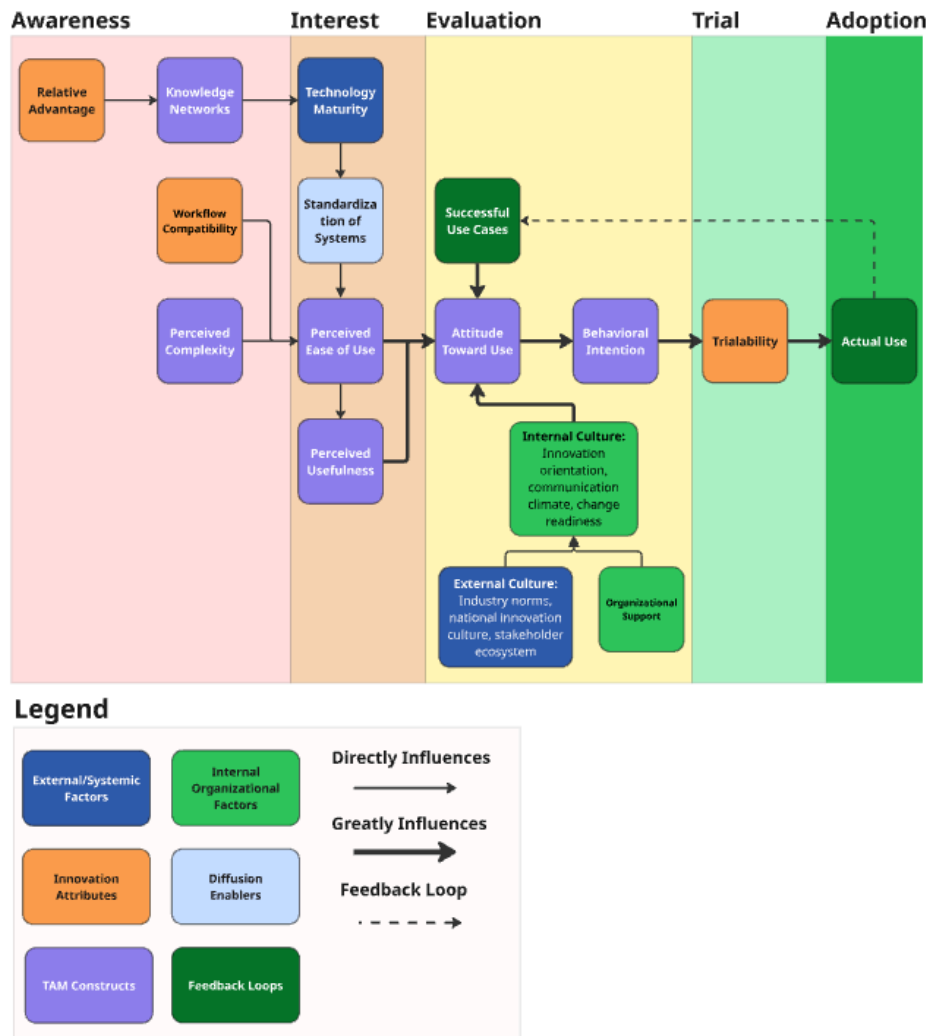 Awareness
Interest
Evaluation
Trial
Adoption
Relative
Advantage
Knowledge
Networks
Technology
Maturity
Workflow
Compatibility
Standardiza
tion of
Systems
Successful
Use Cases
Perceived
Complexity
Perceived
Ease of Use
Attitude
Toward Use
Behavioral
Intention
Trialability
Actual Use
Perceived
Usefulness
Internal Culture:
Innovation
orientation,
communication
climate, change
readiness
External Culture:
Industry norms,
national innovation
culture, stakeholder
ecosystem
Organizational
Support
Legend
External/Systemic
Factors
Internal
Organizational
Factors
Directly Influences
Greatly Influences
Innovation
Attributes
Diffusion
Enablers
Feedback Loop
TAM Constructs
Feedback Loops